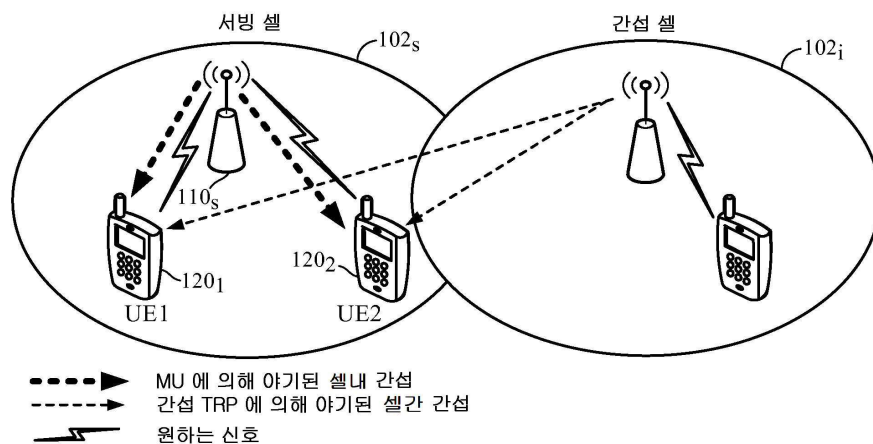 서빙 셀
간섭 셀
102s
102i
110s
120₁
120₂
UE1
UE2
MU 에 의해 야기된 셀내 간섭
간섭 TRP 에 의해 야기된 셀간 간섭
원하는 신호